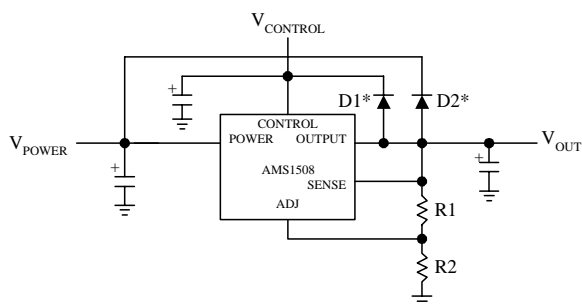 VCONTROL
+
D1*
D2*
CONTROL
VPOWER
POWER
OUTPUT
VOUT
+
AMS1508
+
SENSE
ADJ
R1
R2